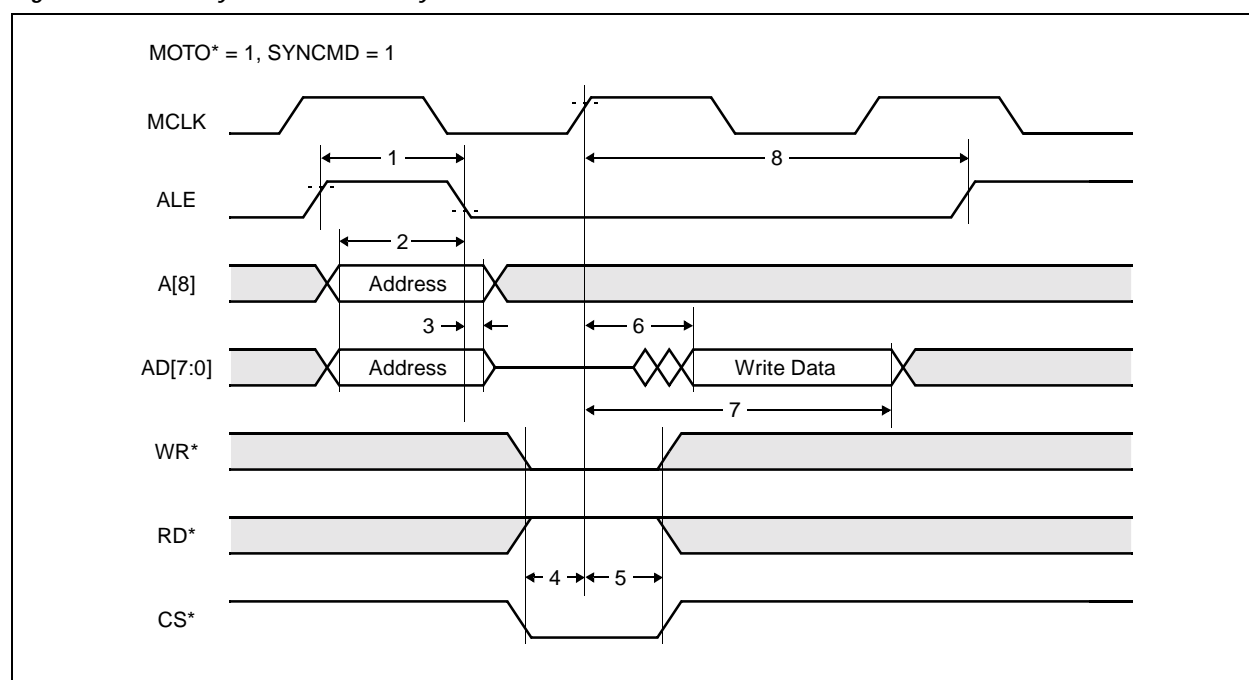 MOTO* = 1, SYNCMD = 1
MCLK
1
8
ALE
2
A[8]
Address
3
6
AD[7:0]
Address
Write Data
7
WR*
RD*
4
5
CS*